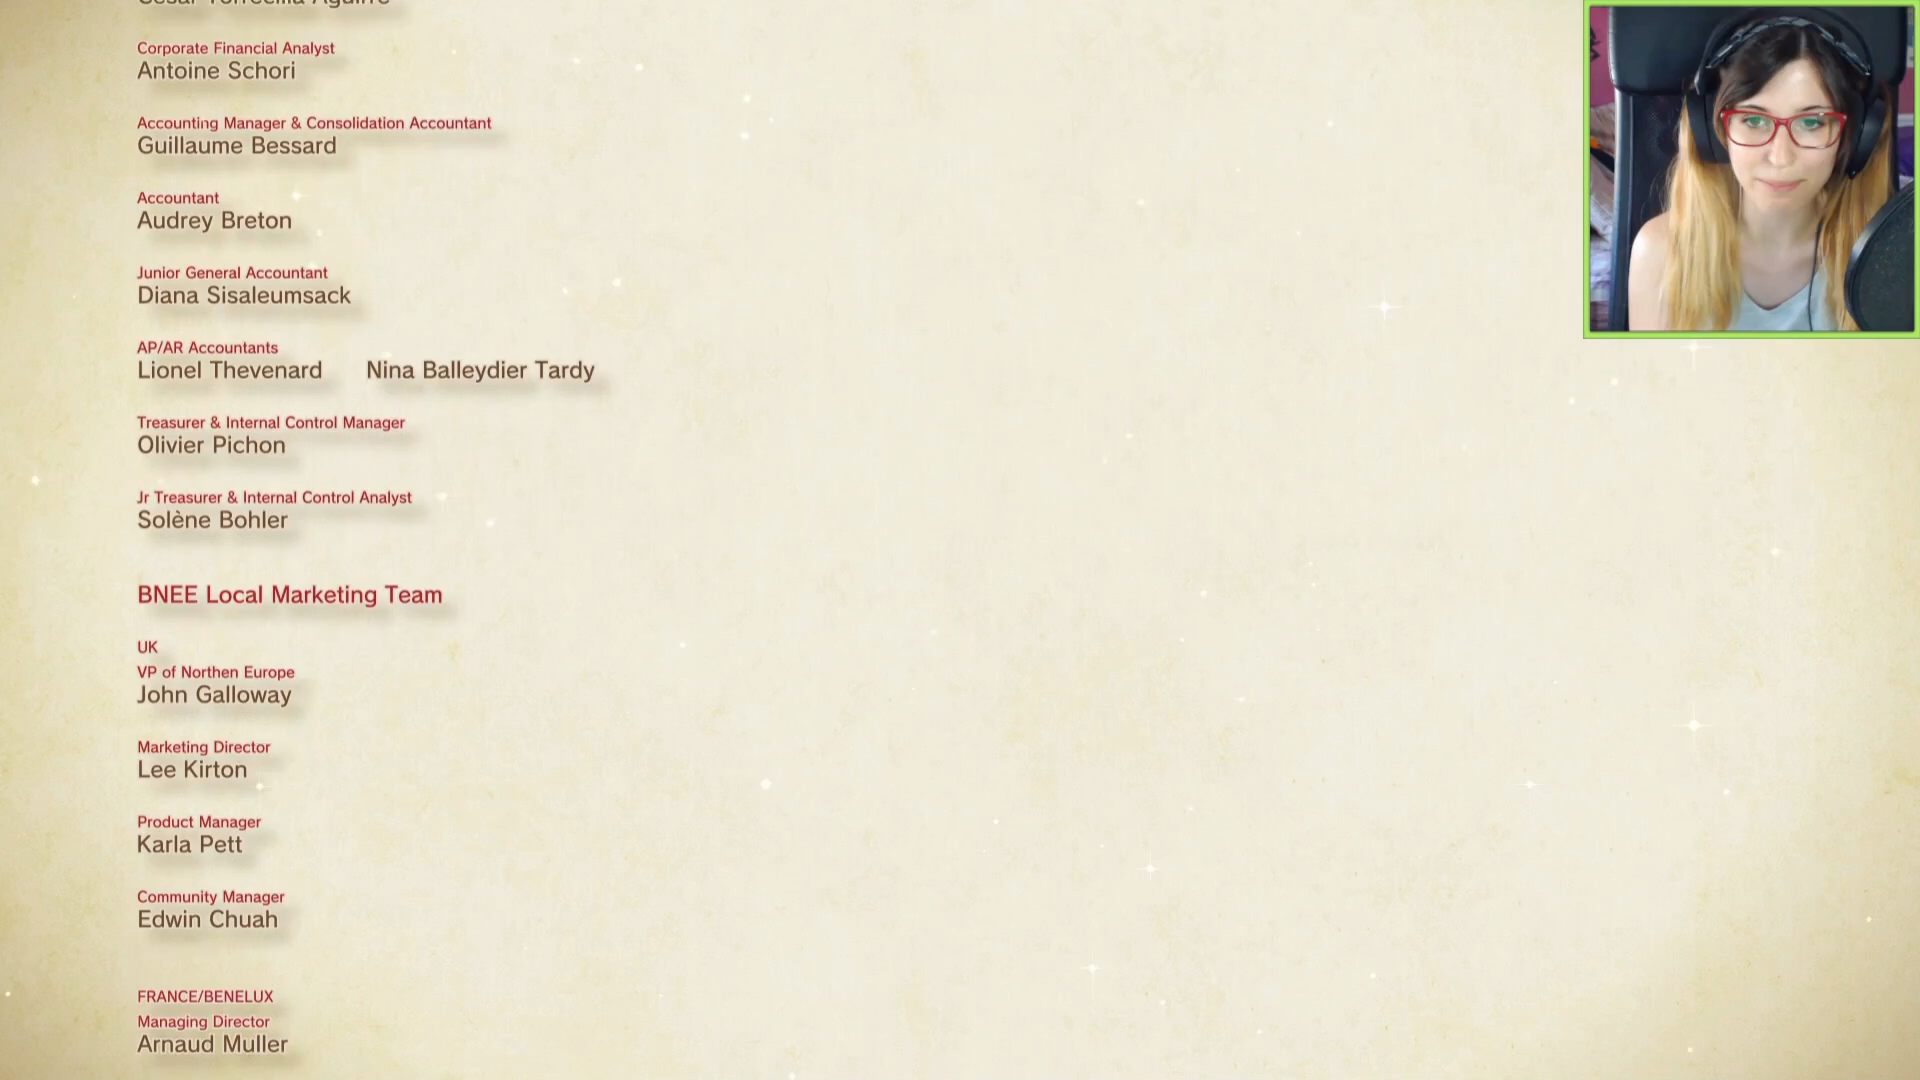 Cesar Torrecilla Aguirre
Corporate Financial Analyst
Antoine Schori
Accounting Manager & Consolidation Accountant
Guillaume Bessard
Accountant
Audrey Breton
Junior General Accountant
Diana Sisaleumsack
AP/AR Accountants
Lionel Thevenard Nina Balleydier Tardy
Treasurer & Internal Control Manager
Olivier Pichon
Jr Treasurer & Internal Control Analyst
Solène Bohler
BNEE Local Marketing Team
UK
VP of Northen Europe
John Galloway
Marketing Director
Lee Kirton
Product Manager
Karla Pett
Community Manager
Edwin Chuah
FRANCE/BENELUX
Managing Director
Arnaud Muller